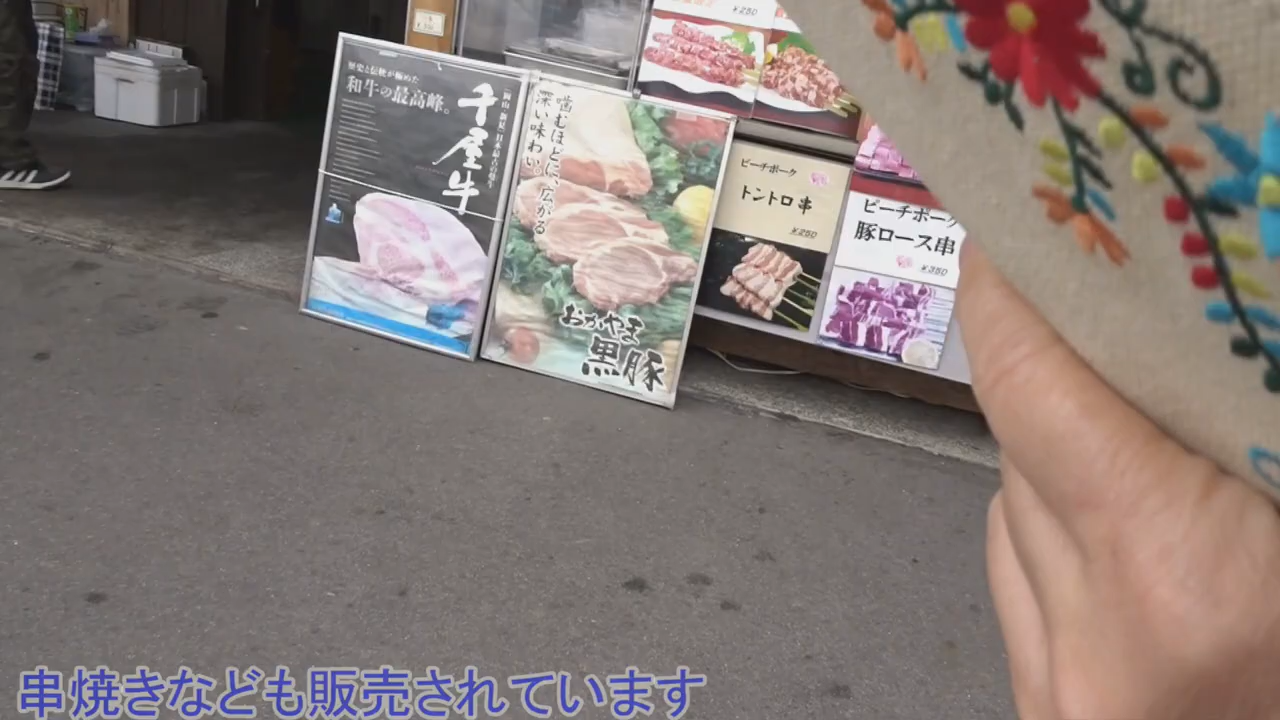 歴史と伝統が極めた
和牛の最高峰。
千屋牛
噛むほどに、広がる
深い味わい。
おかやま
黒豚
¥250
ピーチポーク
トントロ串
¥250
ピーチポーク
豚ロース串
¥350
串焼きなども販売されています